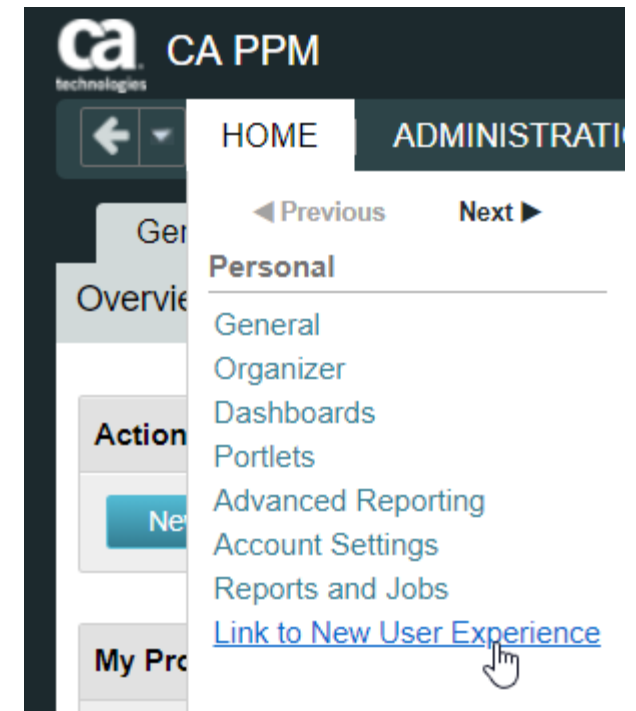 ca technologies CA PPM
HOME ADMINISTRATI
Previous Next
Ger
Personal
Overvie
General
Organizer
Dashboards
Action
Portlets
Advanced Reporting
Ne
Account Settings
Reports and Jobs
Link to New User Experience
My Pro